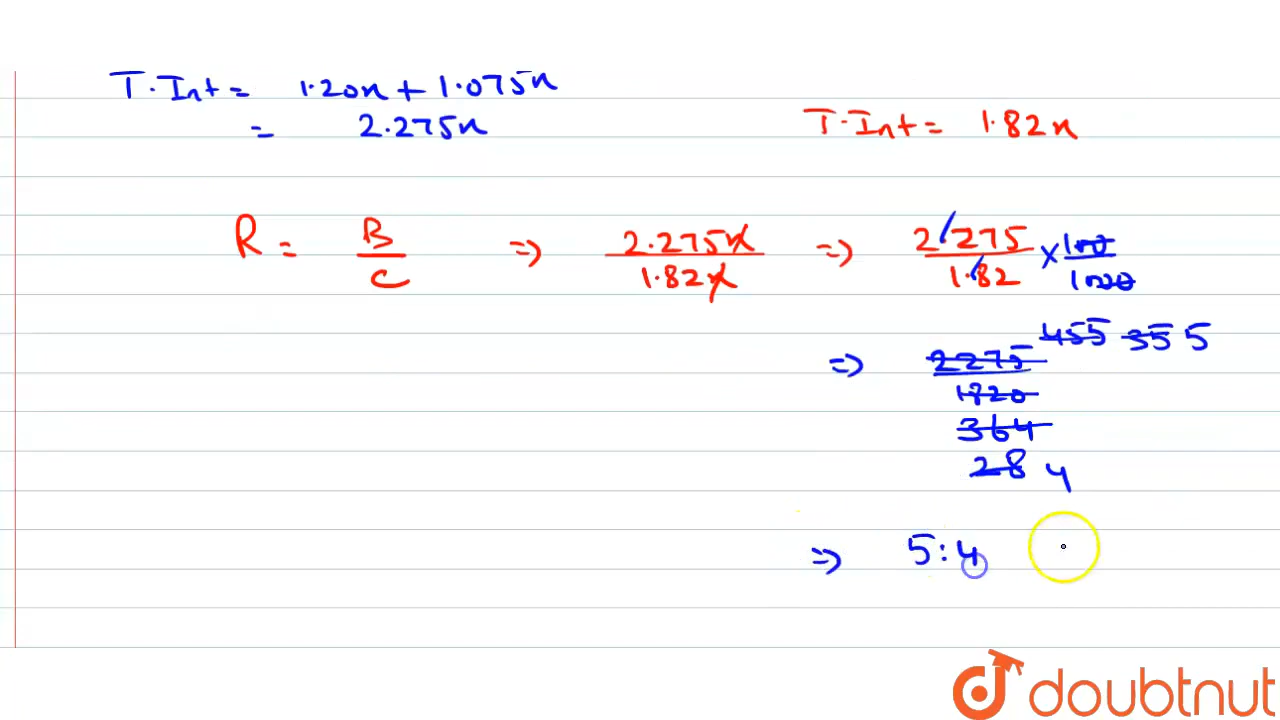 T.Int = 1.20x + 1.075x
= 2.275x
T.Int = 1.82x
R = B/C => 2.275x/1.82x => 2.275/1.82 × 100/1000
=> 2275 455 35 5
1820
364
28 4
=> 5:4
doubtnut